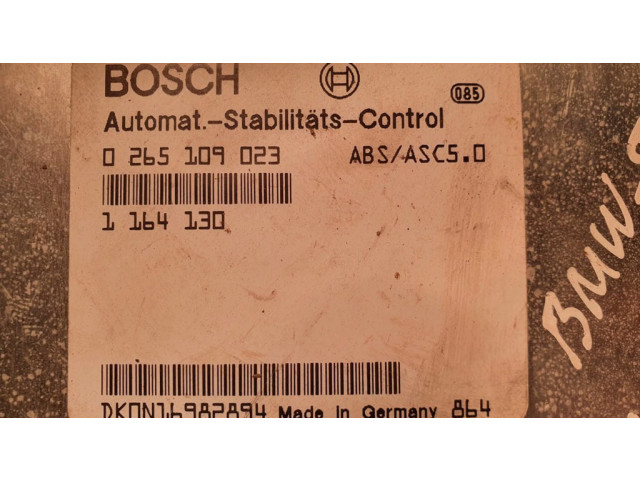 BOSCH
085
Automat.-Stabilitäts-Control
0 265 109 023 ABS/ASC5.0
1 164 130
DKON16982894 Made in Germany 864
BMW